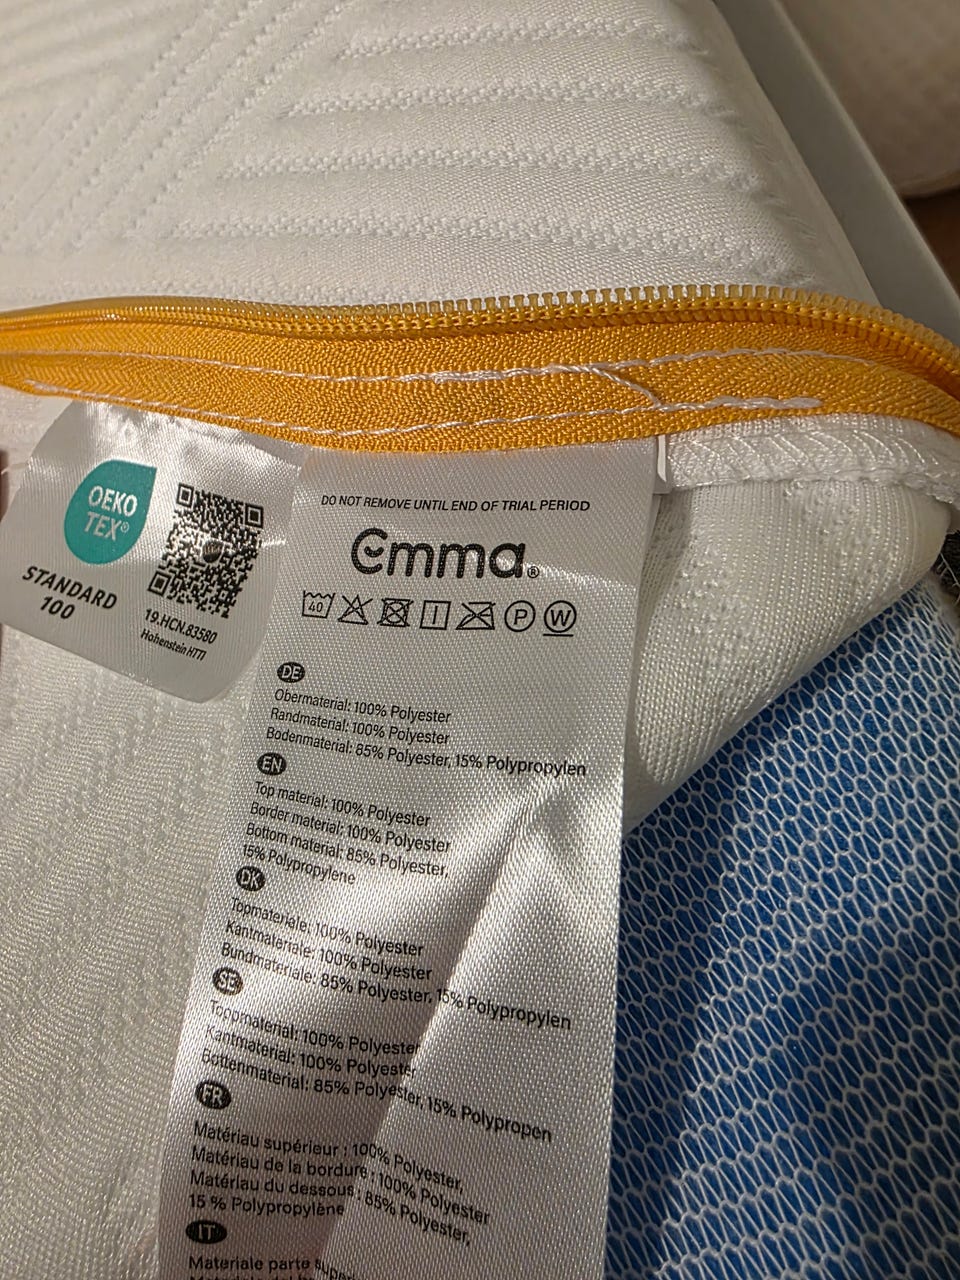 OEKO
TEX®
STANDARD
100
19.HCN.83580
Hohenstein HTTI
DO NOT REMOVE UNTIL END OF TRIAL PERIOD
emma®
40
P
W
DE
Obermaterial: 100% Polyester
Randmaterial: 100% Polyester
Bodenmaterial: 85% Polyester, 15% Polypropylen
EN
Top material: 100% Polyester
Border material: 100% Polyester
Bottom material: 85% Polyester,
15% Polypropylene
DK
Topmateriale: 100% Polyester
Kantmateriale: 100% Polyester
Bundmateriale: 85% Polyester, 15% Polypropylen
SE
Toppmaterial: 100% Polyester
Kantmaterial: 100% Polyester
Bottenmaterial: 85% Polyester, 15% Polypropen
FR
Matériau supérieur : 100% Polyester,
Matériau de la bordure : 100% Polyester
Matériau du dessous : 85% Polyester,
15 % Polypropylène
IT
Materiale parte